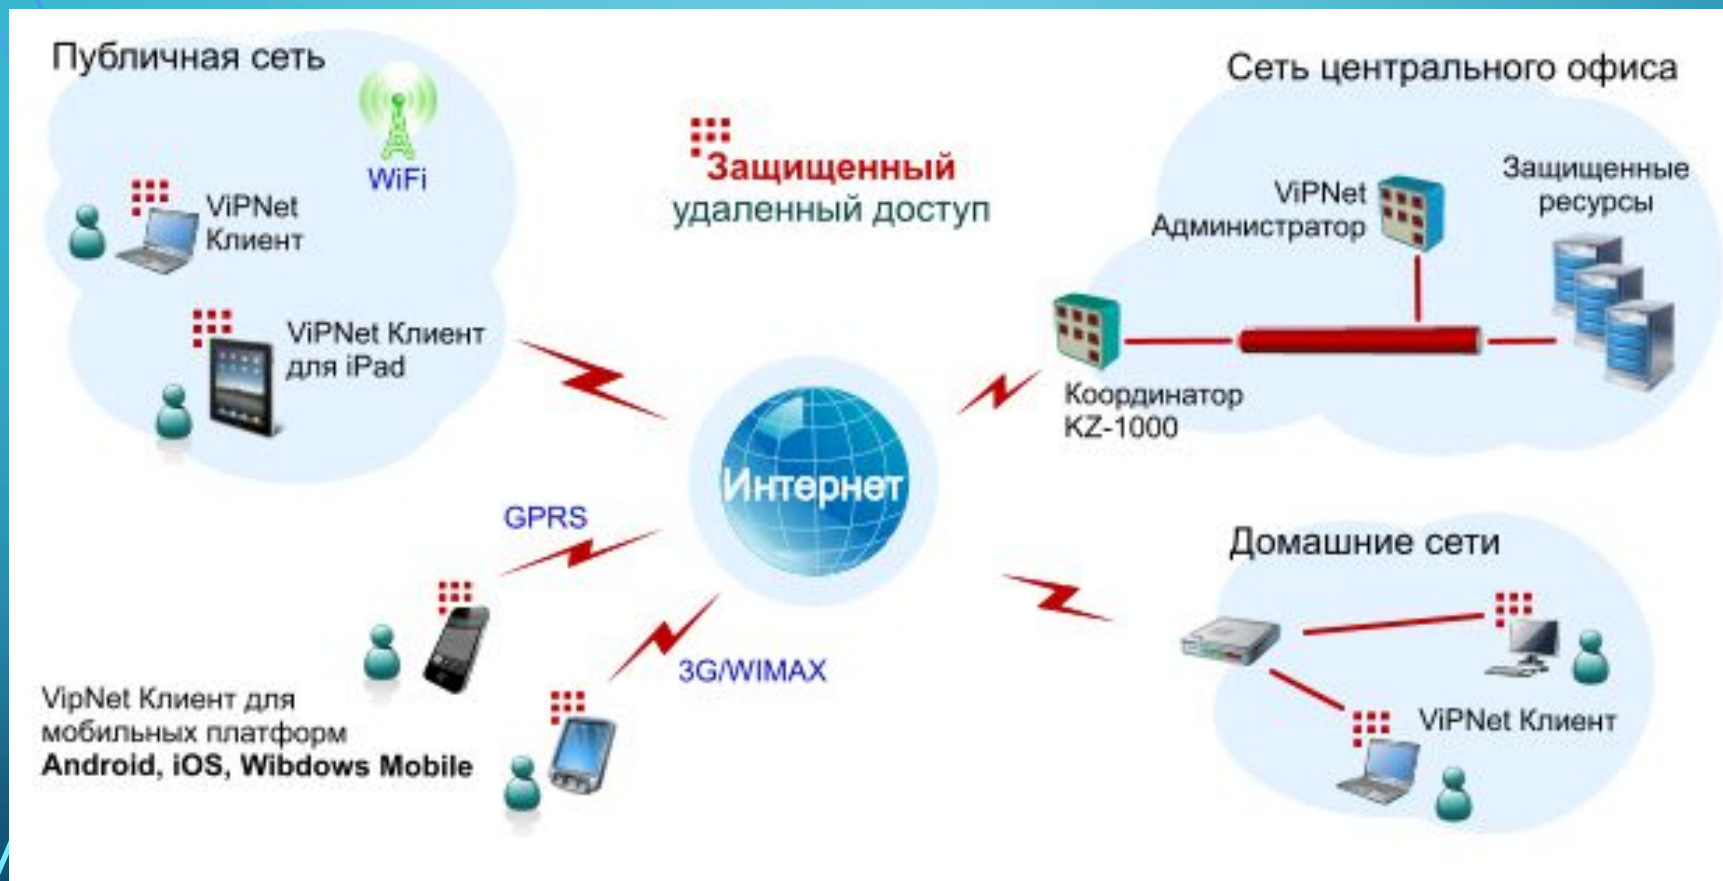 Публичная сеть
WiFi
ViPNet
Клиент
ViPNet Клиент
для iPad
Защищенный
удаленный доступ
Сеть центрального офиса
ViPNet
Администратор
Защищенные
ресурсы
Координатор
KZ-1000
Интернет
GPRS
3G/WIMAX
VipNet Клиент для
мобильных платформ
Android, iOS, Wibdows Mobile
Домашние сети
ViPNet Клиент